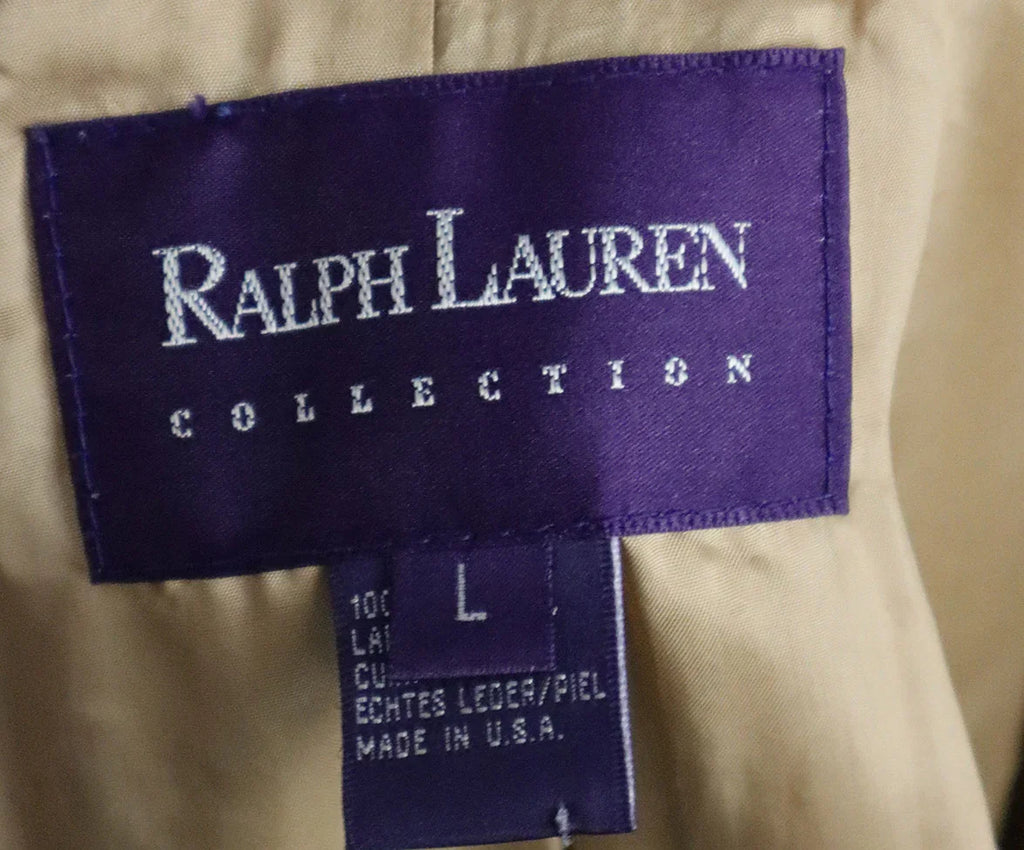 RALPH LAUREN
COLLECTION
L
ECHTES LEDER/PIEL
MADE IN U.S.A.